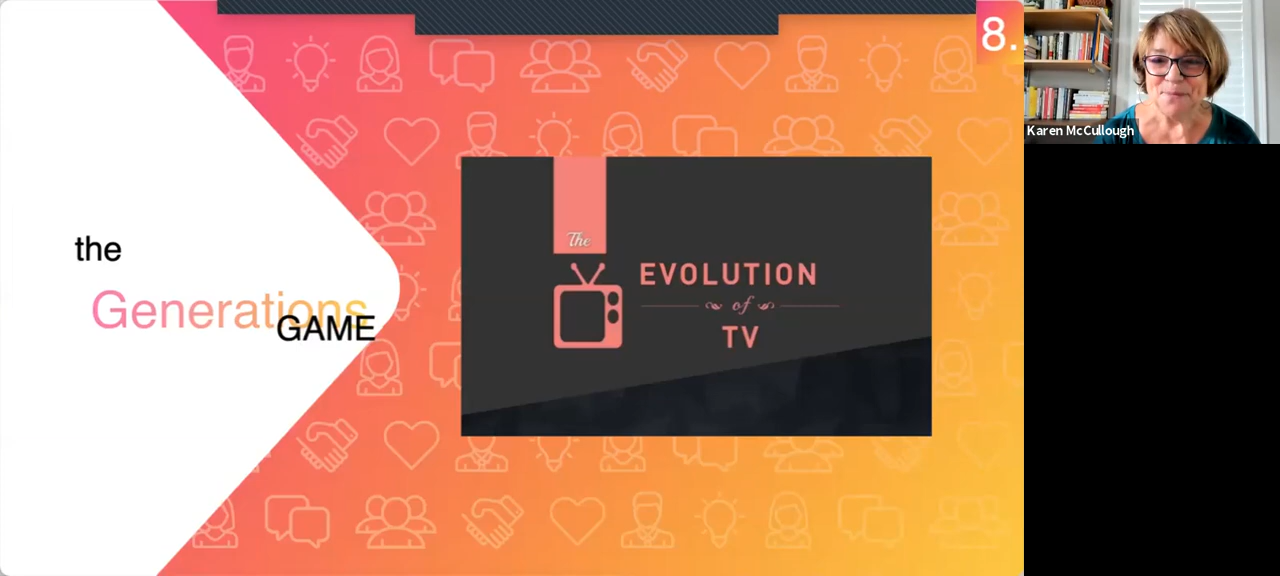 8.
Karen McCullough
the
Generations
GAME
The
EVOLUTION
of
TV